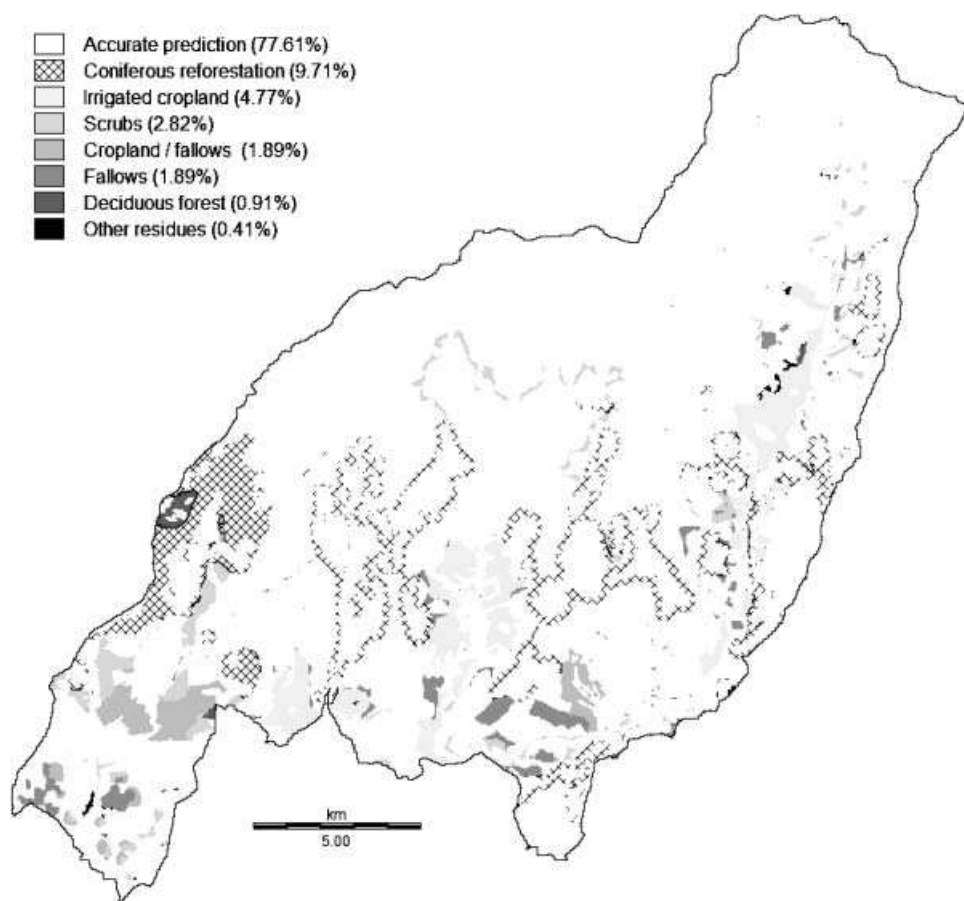 Accurate prediction (77.61%)
Coniferous reforestation (9.71%)
Irrigated cropland (4.77%)
Scrubs (2.82%)
Cropland / fallows (1.89%)
Fallows (1.89%)
Deciduous forest (0.91%)
Other residues (0.41%)
km
5.00